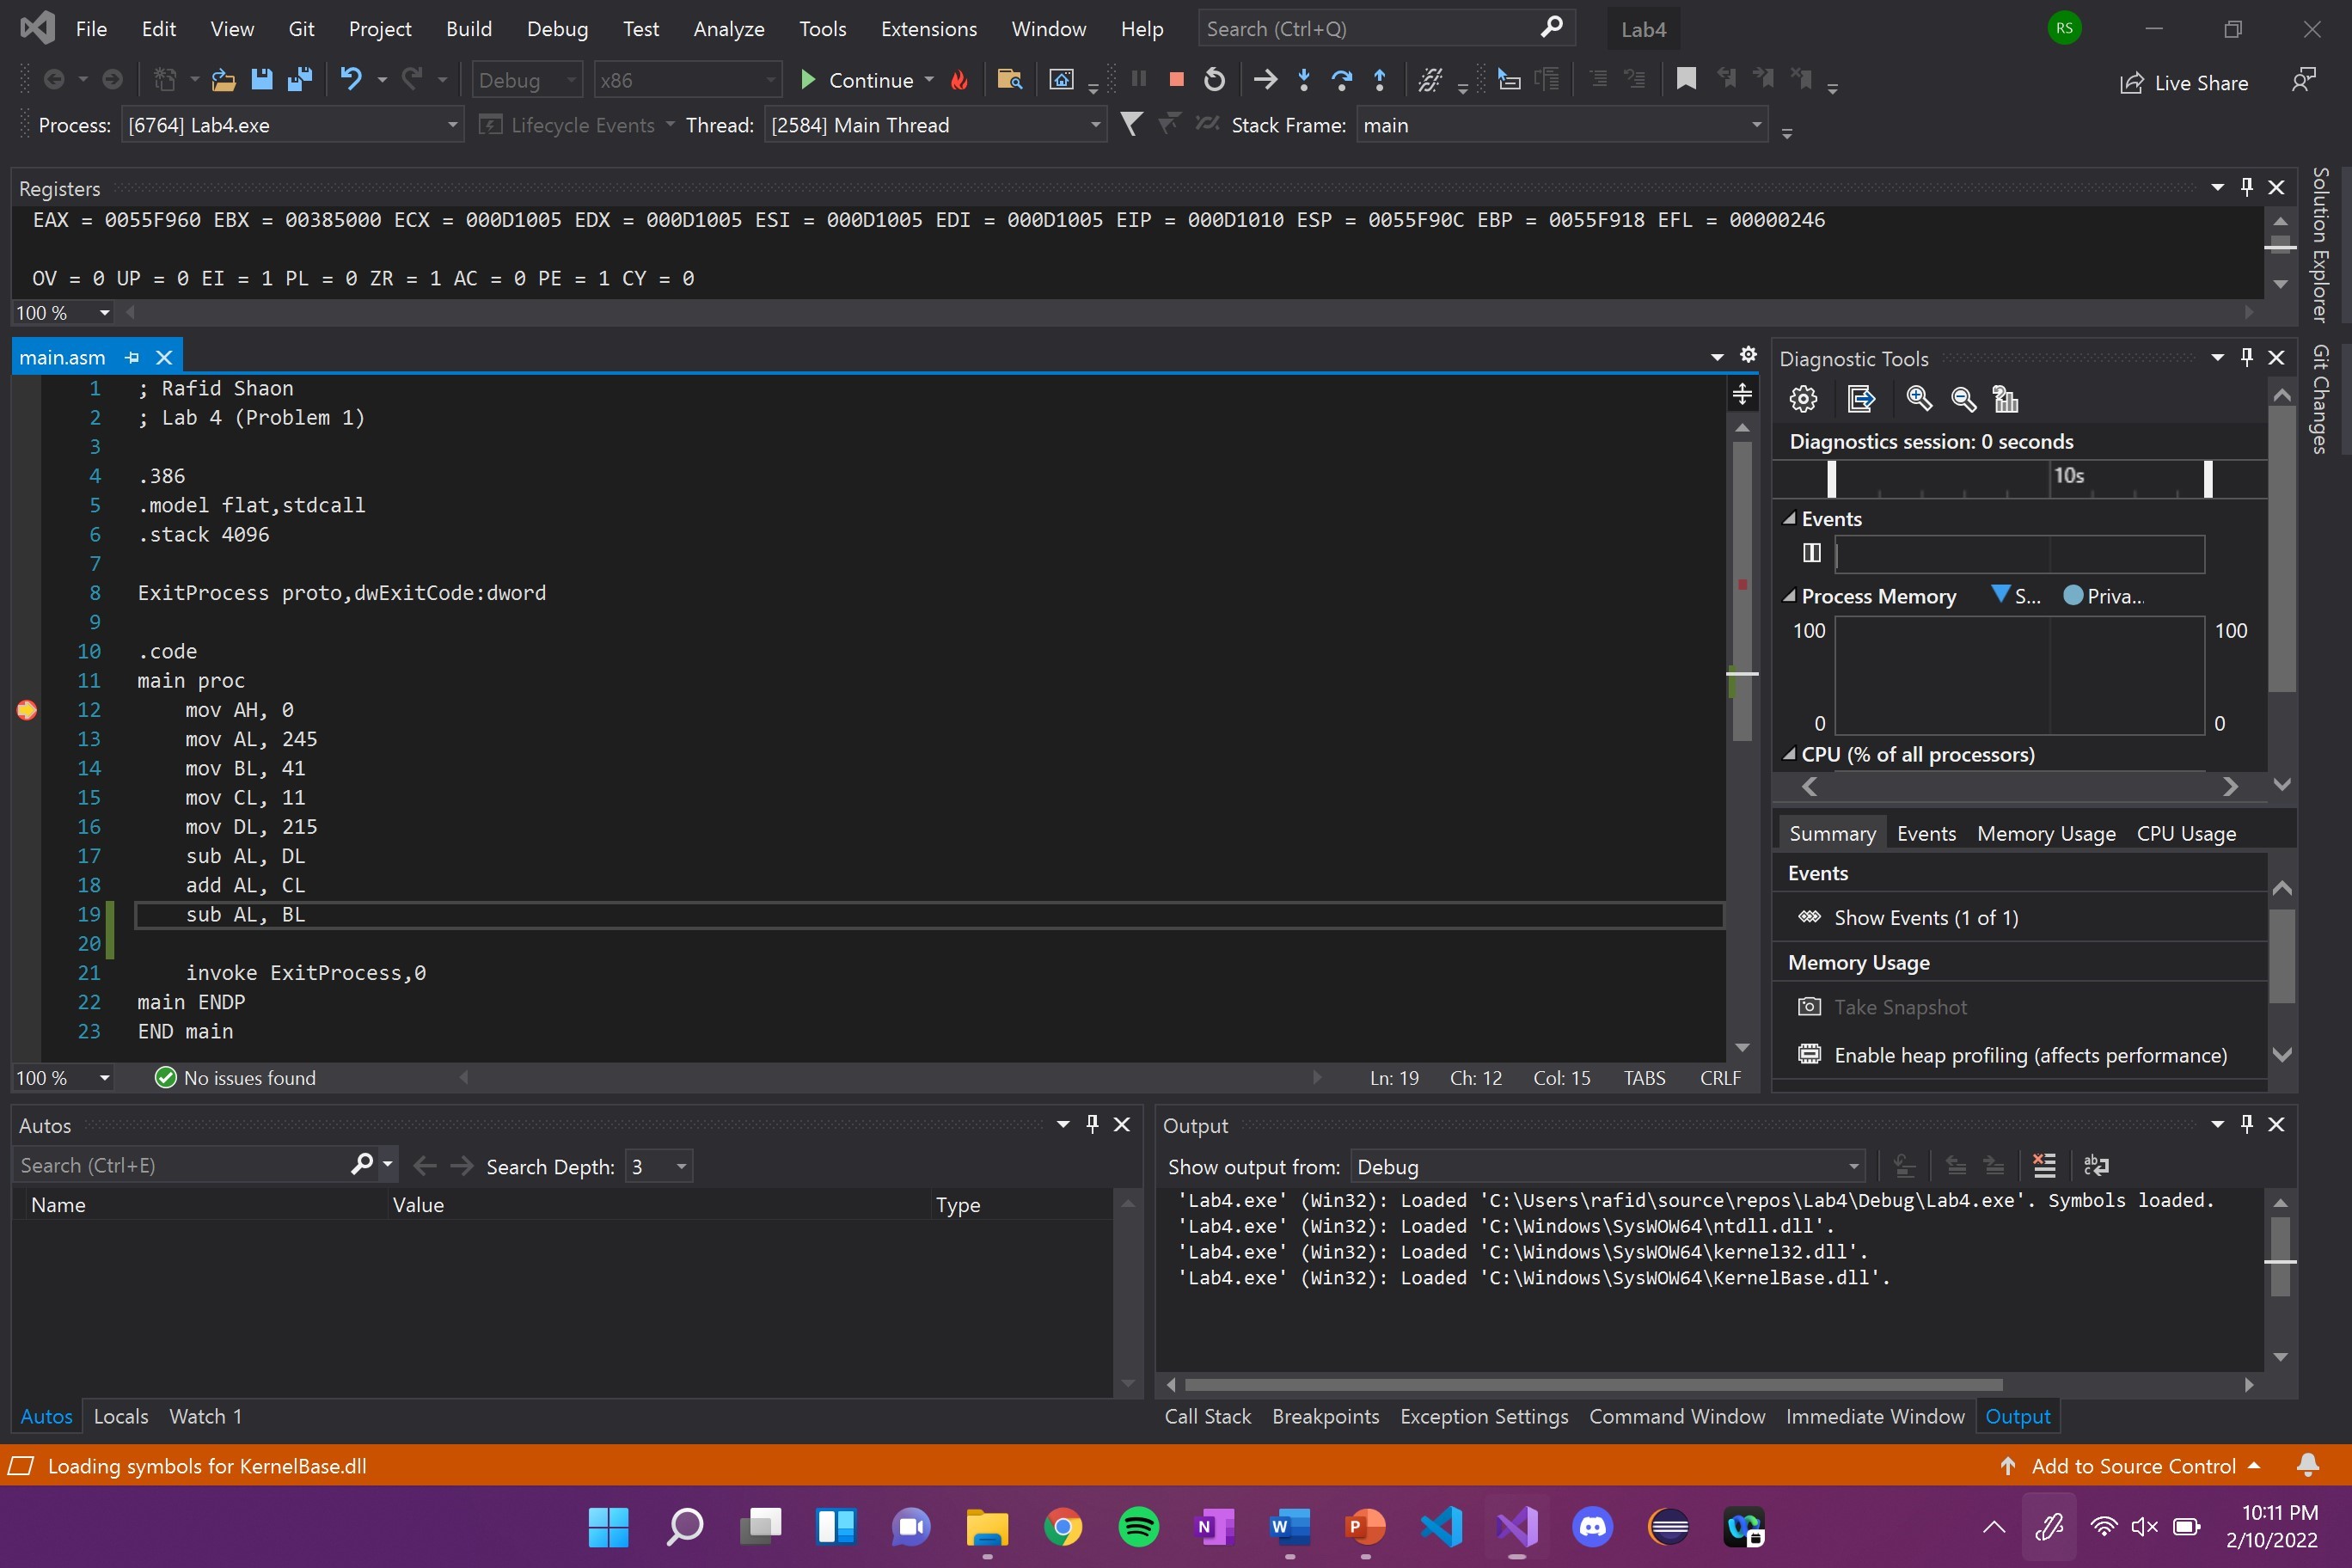 File Edit View Git Project Build Debug Test Analyze Tools Extensions Window Help Search (Ctrl+Q) Lab4 RS
Debug x86 Continue Live Share
Process: [6764] Lab4.exe Lifecycle Events Thread: [2584] Main Thread Stack Frame: main
Registers
EAX = 0055F960 EBX = 00385000 ECX = 000D1005 EDX = 000D1005 ESI = 000D1005 EDI = 000D1005 EIP = 000D1010 ESP = 0055F90C EBP = 0055F918 EFL = 00000246
OV = 0 UP = 0 EI = 1 PL = 0 ZR = 1 AC = 0 PE = 1 CY = 0
100 %
Solution Explorer
Git Changes
main.asm
1 ; Rafid Shaon
2 ; Lab 4 (Problem 1)
3
4 .386
5 .model flat,stdcall
6 .stack 4096
7
8 ExitProcess proto,dwExitCode:dword
9
10 .code
11 main proc
12 mov AH, 0
13 mov AL, 245
14 mov BL, 41
15 mov CL, 11
16 mov DL, 215
17 sub AL, DL
18 add AL, CL
19 sub AL, BL
20
21 invoke ExitProcess,0
22 main ENDP
23 END main
100 % No issues found Ln: 19 Ch: 12 Col: 15 TABS CRLF
Diagnostic Tools
Diagnostics session: 0 seconds
10s
Events
Process Memory S... Priva...
100 100
0 0
CPU (% of all processors)
Summary Events Memory Usage CPU Usage
Events
Show Events (1 of 1)
Memory Usage
Take Snapshot
Enable heap profiling (affects performance)
Autos
Search (Ctrl+E) Search Depth: 3
Name Value Type
Autos Locals Watch 1
Output
Show output from: Debug
'Lab4.exe' (Win32): Loaded 'C:\Users\rafid\source\repos\Lab4\Debug\Lab4.exe'. Symbols loaded.
'Lab4.exe' (Win32): Loaded 'C:\Windows\SysWOW64\ntdll.dll'.
'Lab4.exe' (Win32): Loaded 'C:\Windows\SysWOW64\kernel32.dll'.
'Lab4.exe' (Win32): Loaded 'C:\Windows\SysWOW64\KernelBase.dll'.
Call Stack Breakpoints Exception Settings Command Window Immediate Window Output
Loading symbols for KernelBase.dll Add to Source Control
N W P
10:11 PM
2/10/2022